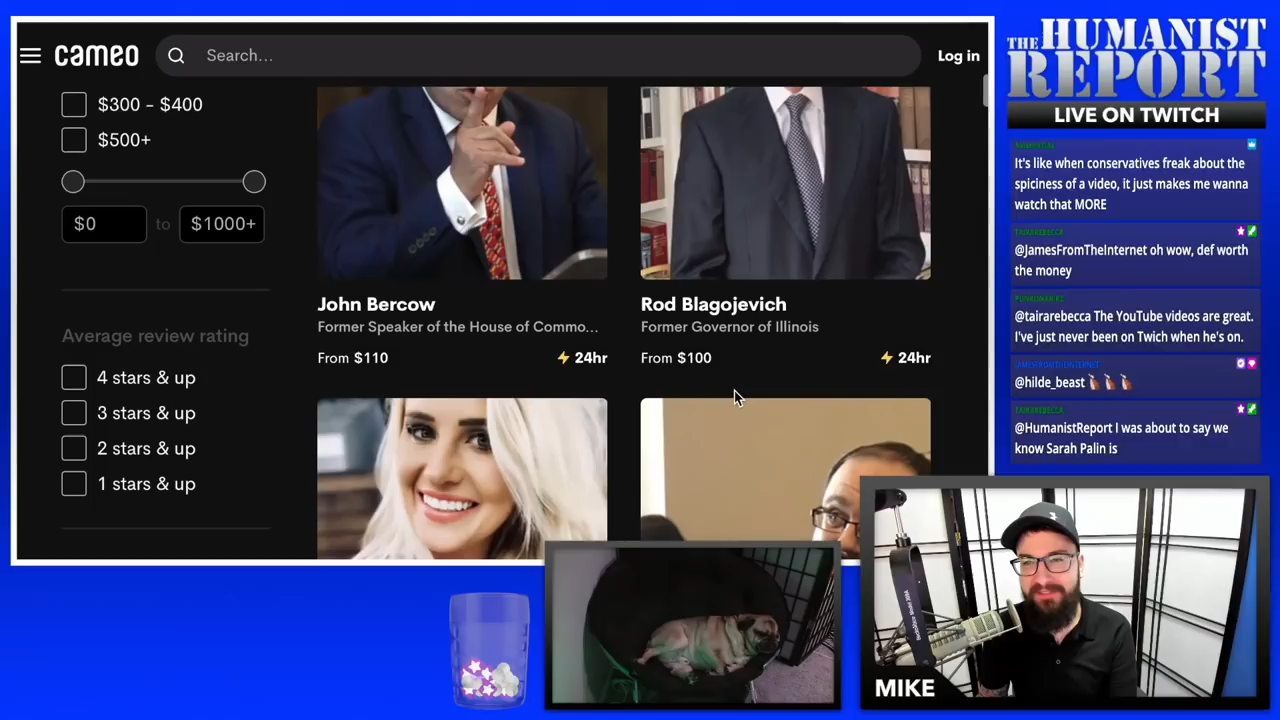 cameo
Search...
Log in
$300 - $400
$500+
$0
to
$1000+
Average review rating
4 stars & up
3 stars & up
2 stars & up
1 stars & up
John Bercow
Former Speaker of the House of Commo...
From $110
24hr
Rod Blagojevich
Former Governor of Illinois
From $100
24hr
THE HUMANIST
REPORT
LIVE ON TWITCH
It's like when conservatives freak about the
spiciness of a video, it just makes me wanna
watch that MORE
TAIRAREBECCA
@JamesFromTheInternet oh wow, def worth
the money
@tairarebecca The YouTube videos are great.
I've just never been on Twich when he's on.
JAMESFROMTHEINTERNET
@hilde_beast
TAIRAREBECCA
@HumanistReport I was about to say we
know Sarah Palin is
MIKE